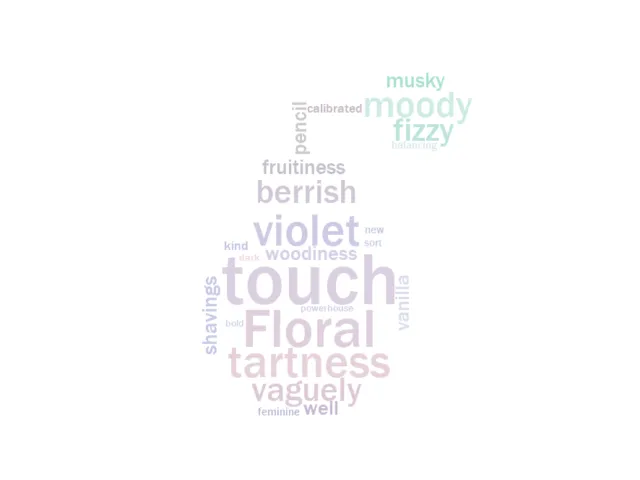 musky
calibrated
moody
pencil
fizzy
balancing
fruitiness
berrish
violet
new
kind
sort
woodiness
dark
touch
vanilla
shavings
powerhouse
bold
Floral
tartness
vaguely
feminine
well